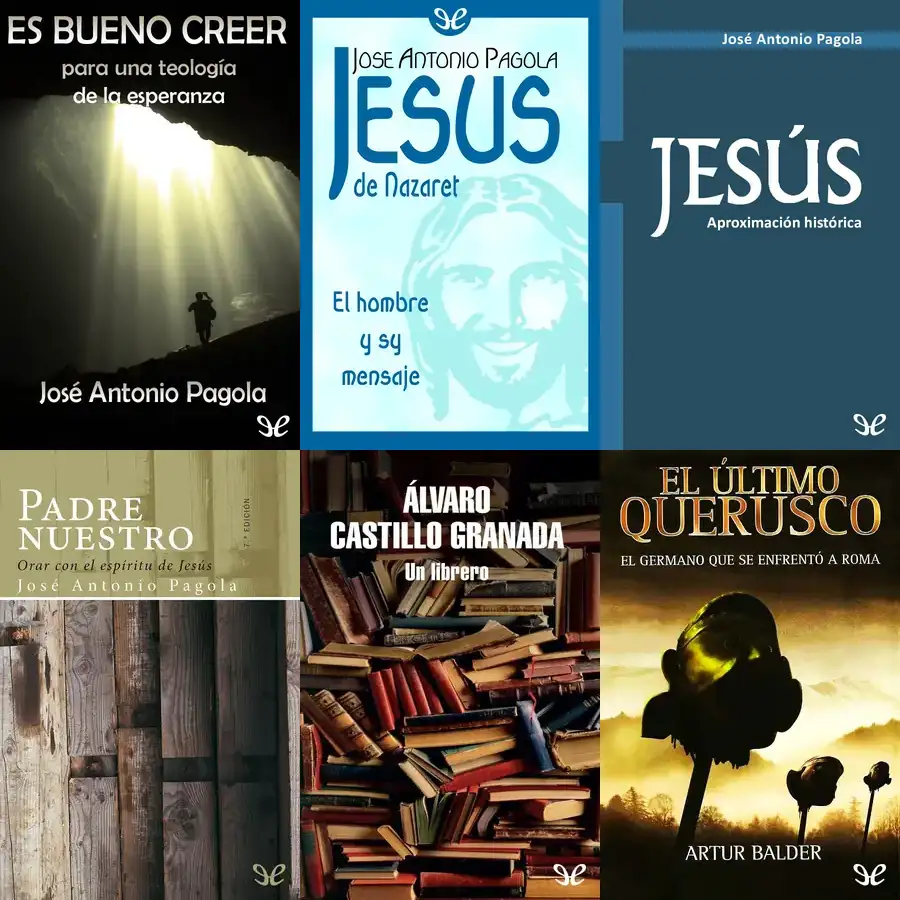 ES BUENO CREER
para una teología
de la esperanza
José Antonio Pagola
JOSE ANTONIO PAGOLA
JESUS
de Nazaret
El hombre
y sy
mensaje
José Antonio Pagola
JESÚS
Aproximación histórica
PADRE
NUESTRO
Orar con el espíritu de Jesús
José Antonio Pagola
7.ª EDICIÓN
ÁLVARO
CASTILLO GRANADA
Un librero
EL ÚLTIMO
QUERUSCO
EL GERMANO QUE SE ENFRENTÓ A ROMA
ARTUR BALDER